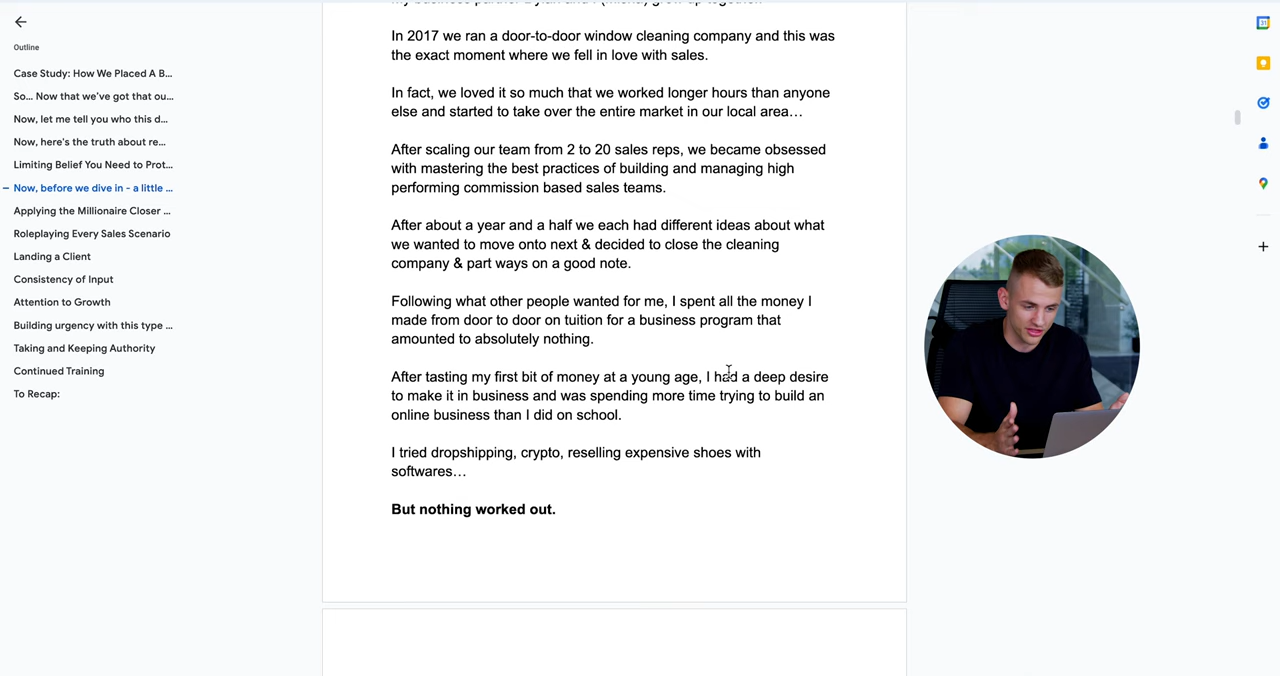 Outline
Case Study: How We Placed A B...
So... Now that we've got that ou...
Now, let me tell you who this d...
Now, here's the truth about re...
Limiting Belief You Need to Prot...
Now, before we dive in - a little ...
Applying the Millionaire Closer ...
Roleplaying Every Sales Scenario
Landing a Client
Consistency of Input
Attention to Growth
Building urgency with this type ...
Taking and Keeping Authority
Continued Training
To Recap:
In 2017 we ran a door-to-door window cleaning company and this was
the exact moment where we fell in love with sales.
In fact, we loved it so much that we worked longer hours than anyone
else and started to take over the entire market in our local area…
After scaling our team from 2 to 20 sales reps, we became obsessed
with mastering the best practices of building and managing high
performing commission based sales teams.
After about a year and a half we each had different ideas about what
we wanted to move onto next & decided to close the cleaning
company & part ways on a good note.
Following what other people wanted for me, I spent all the money I
made from door to door on tuition for a business program that
amounted to absolutely nothing.
After tasting my first bit of money at a young age, I had a deep desire
to make it in business and was spending more time trying to build an
online business than I did on school.
I tried dropshipping, crypto, reselling expensive shoes with
softwares…
But nothing worked out.
31